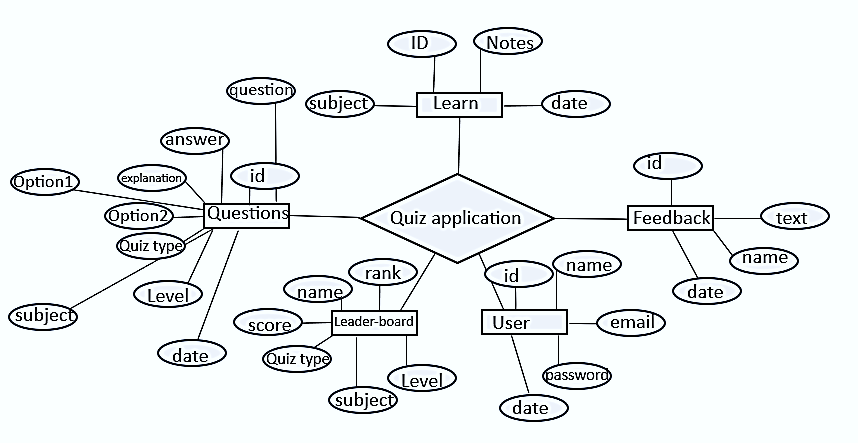 ID
Notes
question
subject
Learn
date
answer
id
id
explanation
Option1
Option2
Questions
Quiz application
Feedback
text
Quiz type
name
rank
id
name
Level
name
date
subject
score
Leader-board
User
email
date
Quiz type
Level
password
subject
date